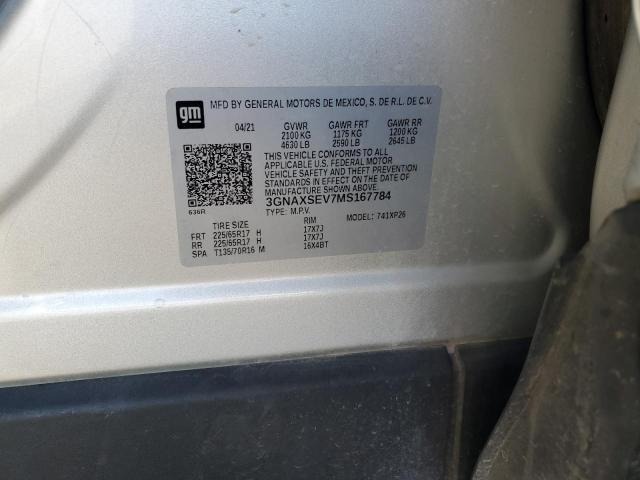 gm
MFD BY GENERAL MOTORS DE MEXICO, S. DE R.L. DE C.V.
04/21 GVWR GAWR FRT GAWR RR
2100 KG 1175 KG 1200 KG
4630 LB 2590 LB 2645 LB
THIS VEHICLE CONFORMS TO ALL
APPLICABLE U.S. FEDERAL MOTOR
VEHICLE SAFETY AND THEFT PREVENTION
STANDARDS IN EFFECT ON THE DATE OF
MANUFACTURE SHOWN ABOVE.
3GNAXSEV7MS167784
TYPE: M.P.V. MODEL: 741XP26
636R
TIRE SIZE RIM
FRT 225/65R17 H 17X7J
RR 225/65R17 H 17X7J
SPA T135/70R16 M 16X4BT